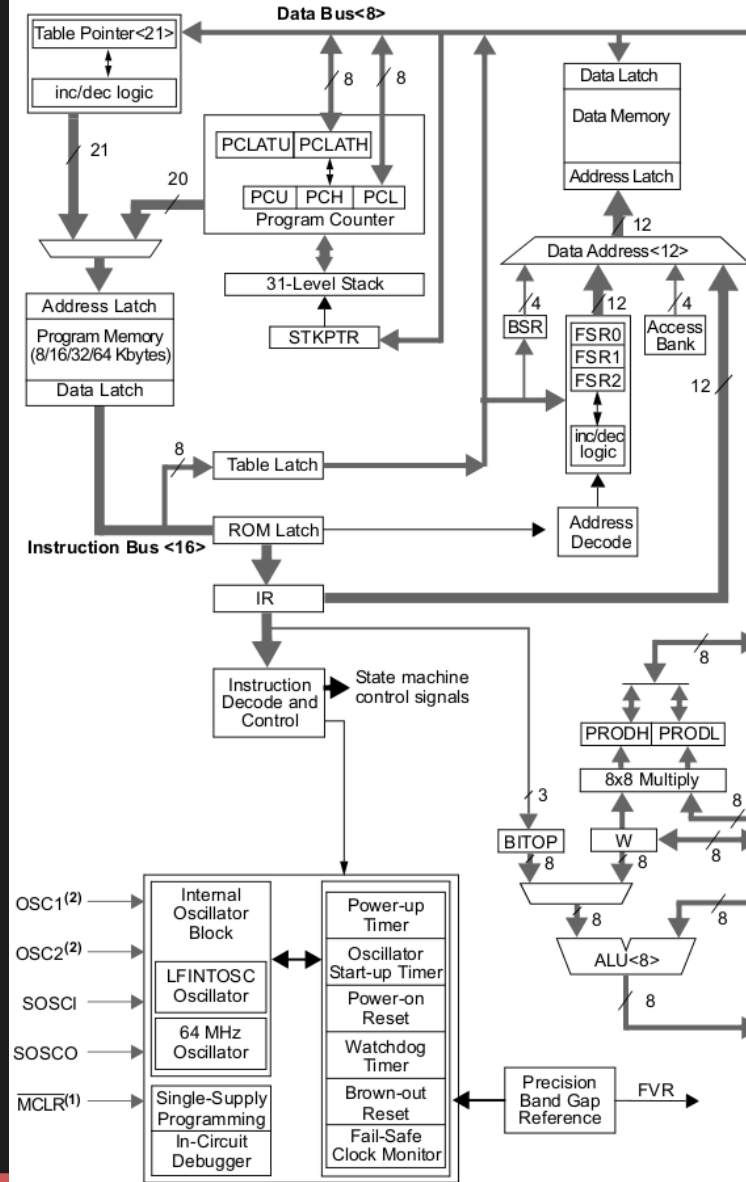 Data Bus<8>
Table Pointer<21>
inc/dec logic
21
20
8
8
PCLATU PCLATH
PCU PCH PCL
Program Counter
31-Level Stack
STKPTR
Data Latch
Data Memory
Address Latch
12
Data Address<12>
4
12
4
BSR
FSR0
FSR1
FSR2
inc/dec
logic
Access
Bank
12
Address
Decode
Address Latch
Program Memory
(8/16/32/64 Kbytes)
Data Latch
8
Table Latch
Instruction Bus <16>
ROM Latch
IR
Instruction
Decode and
Control
State machine
control signals
8
PRODH PRODL
8x8 Multiply
8
3
BITOP
W
8
8
8
8
8
ALU<8>
8
OSC1(2)
OSC2(2)
SOSCI
SOSCO
MCLR(1)
Internal
Oscillator
Block
LFINTOSC
Oscillator
64 MHz
Oscillator
Single-Supply
Programming
In-Circuit
Debugger
Power-up
Timer
Oscillator
Start-up Timer
Power-on
Reset
Watchdog
Timer
Brown-out
Reset
Fail-Safe
Clock Monitor
Precision
Band Gap
Reference
FVR